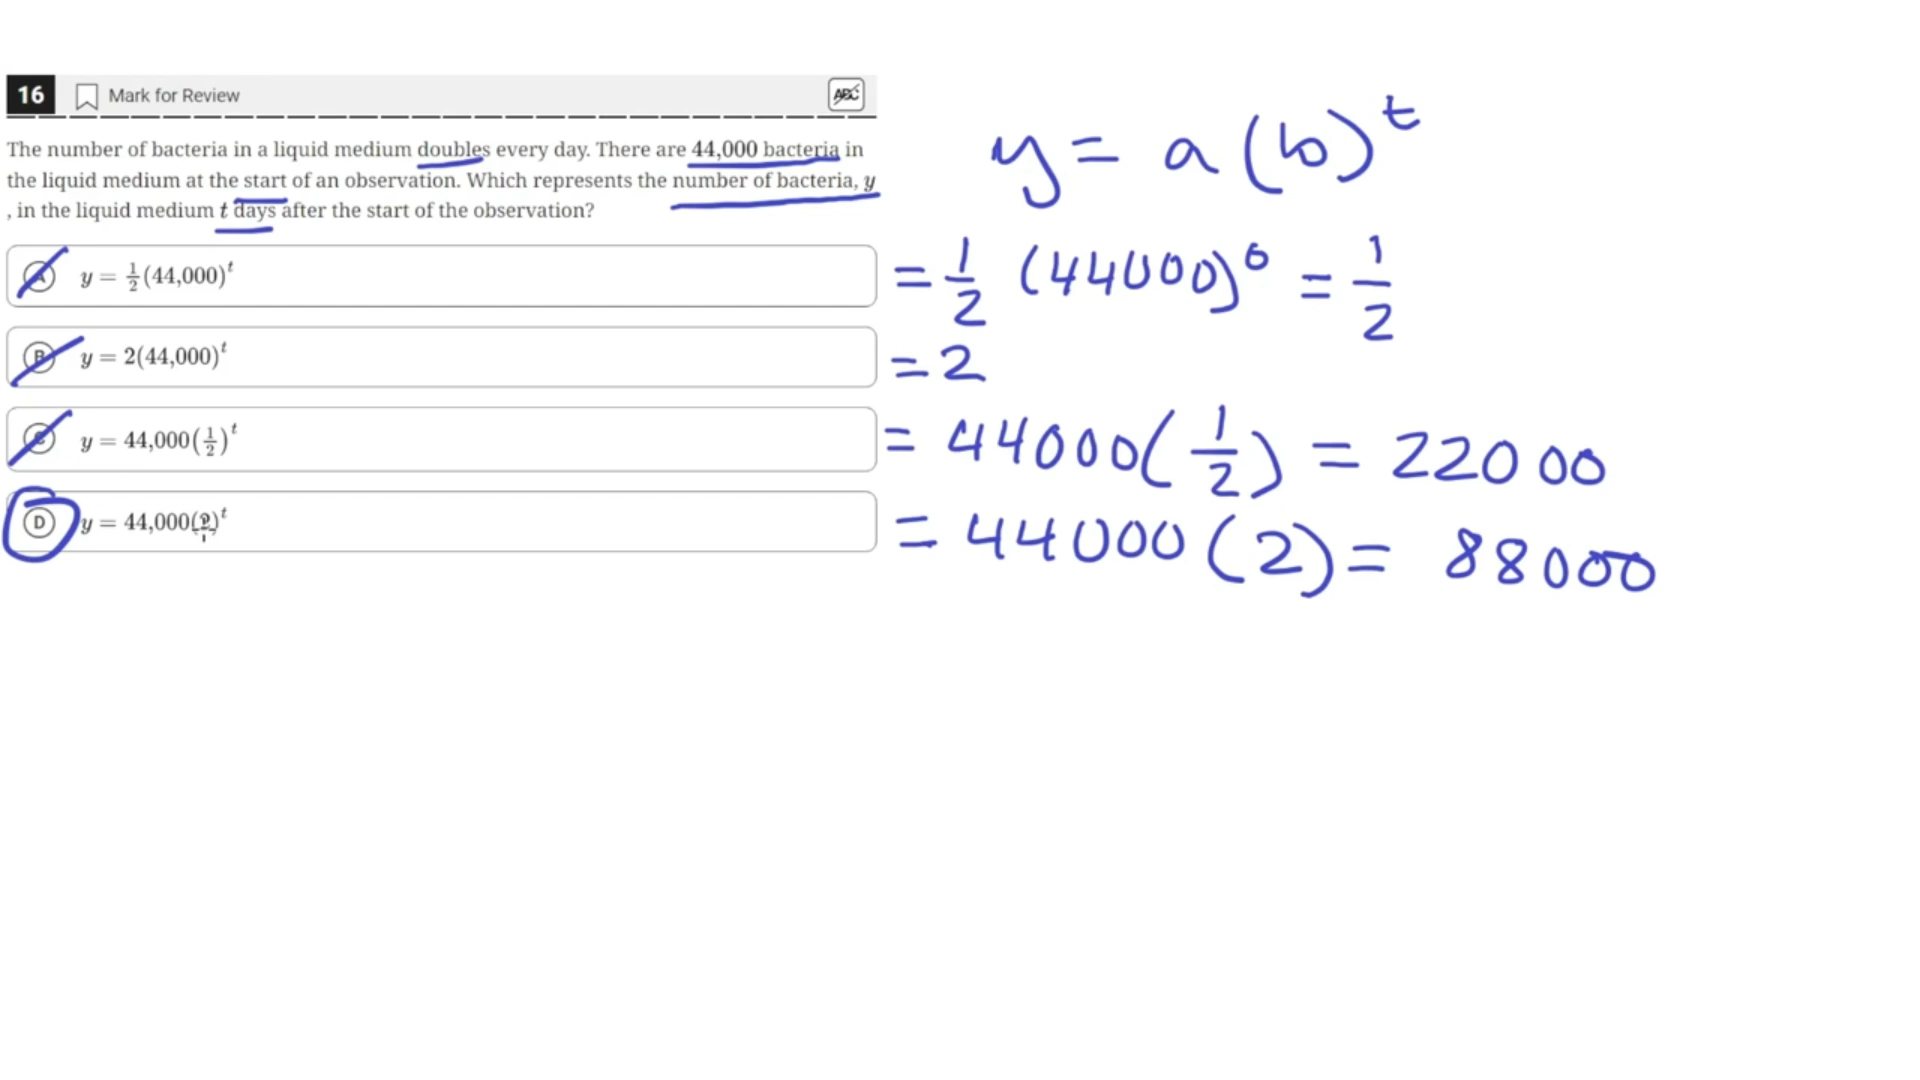 16 Mark for Review ABC
The number of bacteria in a liquid medium doubles every day. There are 44,000 bacteria in
the liquid medium at the start of an observation. Which represents the number of bacteria, y
, in the liquid medium t days after the start of the observation?
A y = 1/2(44,000)^t
B y = 2(44,000)^t
C y = 44,000(1/2)^t
D y = 44,000(2)^t
y = a(b)^t
= 1/2 (44000)^0 = 1/2
= 2
= 44000(1/2) = 22000
= 44000(2) = 88000